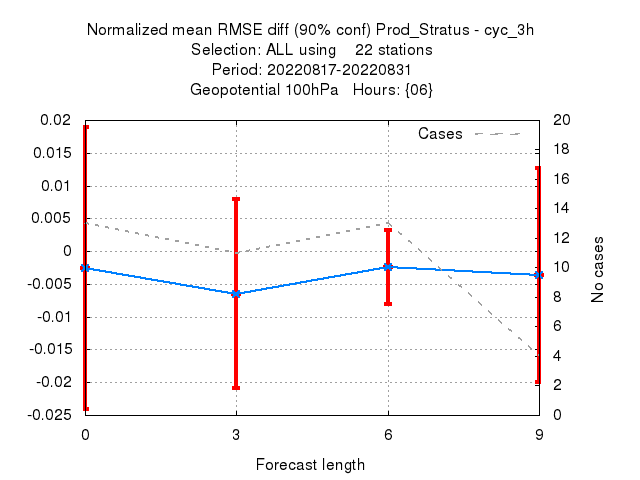 Normalized mean RMSE diff (90% conf) Prod_Stratus - cyc_3h
Selection: ALL using    22 stations
Period: 20220817-20220831
Geopotential 100hPa   Hours: {06}
Cases
0.02
0.015
0.01
0.005
0
-0.005
-0.01
-0.015
-0.02
-0.025
20
18
16
14
12
10
8
6
4
2
0
No cases
0 3 6 9
Forecast length